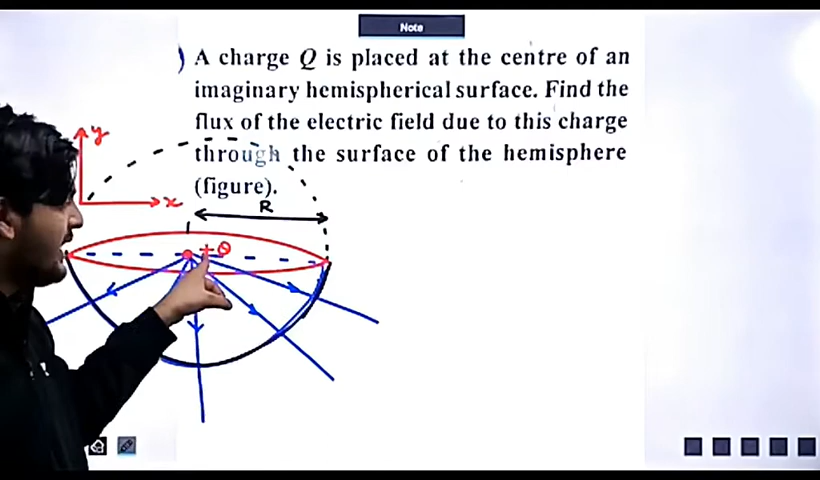 Note
) A charge Q is placed at the centre of an
imaginary hemispherical surface. Find the
flux of the electric field due to this charge
through the surface of the hemisphere
(figure).
y
x
R
+Q